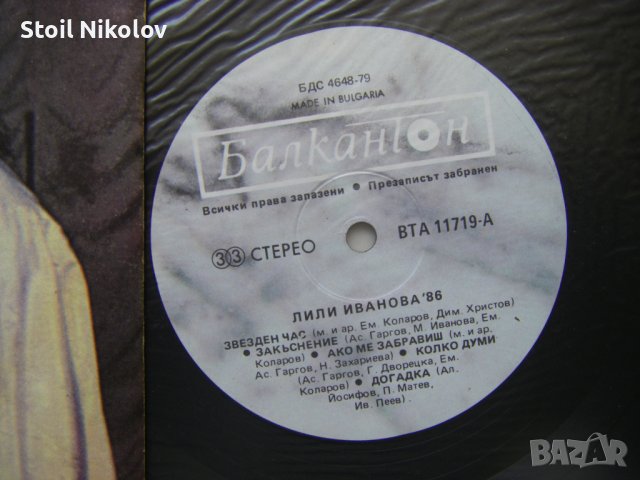 Stoil Nikolov
БДС 4648-79
MADE IN BULGARIA
Балкантон
Всички права запазени • Презаписът забранен
33 СТЕРЕО
ВТА 11719-А
ЛИЛИ ИВАНОВА '86
ЗВЕЗДЕН ЧАС (м. и ар. Ем. Коларов, Дим. Христов)
• ЗАКЪСНЕНИЕ (Ас. Гаргов, М. Иванова, Ем.
Коларов) • АКО МЕ ЗАБРАВИШ (м. и ар.
Ас. Гаргов, Н. Захариева) • КОЛКО ДУМИ
(Ас. Гаргов, Г. Дворецка, Ем.
Коларов) • ДОГАДКА (Ал.
Йосифов, П. Матев,
Ив. Пеев)
BAZAR